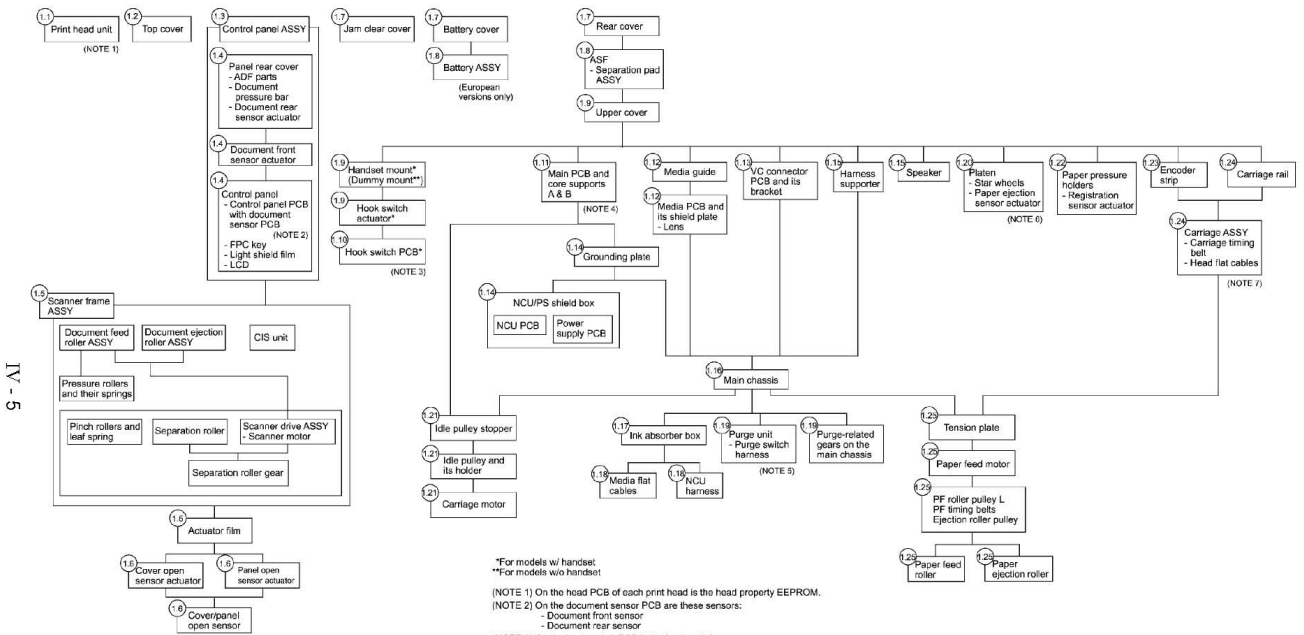 1.1
Print head unit
(NOTE 1)
1.2
Top cover
1.3
Control panel ASSY
1.4
Panel rear cover
- ADF parts
- Document
pressure bar
- Document rear
sensor actuator
1.4
Document front
sensor actuator
1.4
Control panel
- Control panel PCB
with document
sensor PCB
(NOTE 2)
- FPC key
- Light shield film
- LCD
1.5
Scanner frame
ASSY
Document feed
roller ASSY
Document ejection
roller ASSY
CIS unit
Pressure rollers
and their springs
Pinch rollers and
leaf spring
Separation roller
Scanner drive ASSY
- Scanner motor
Separation roller gear
1.6
Actuator film
1.6
Cover open
sensor actuator
1.6
Panel open
sensor actuator
1.6
Cover/panel
open sensor
1.7
Jam clear cover
1.7
Battery cover
1.8
Battery ASSY
(European
versions only)
1.7
Rear cover
1.8
ASF
- Separation pad
ASSY
1.9
Upper cover
1.9
Handset mount*
(Dummy mount**)
1.9
Hook switch
actuator*
1.10
Hook switch PCB*
(NOTE 3)
1.11
Main PCB and
core supports
A & B
(NOTE 4)
1.12
Media guide
1.12
Media PCB and
its shield plate
- Lens
1.13
VC connector
PCB and its
bracket
1.15
Harness
supporter
1.15
Speaker
1.20
Platen
- Star wheels
- Paper ejection
sensor actuator
(NOTE 6)
1.22
Paper pressure
holders
- Registration
sensor actuator
1.23
Encoder
strip
1.24
Carriage rail
1.24
Carriage ASSY
- Carriage timing
belt
- Head flat cables
(NOTE 7)
1.14
Grounding plate
1.14
NCU/PS shield box
NCU PCB
Power
supply PCB
1.16
Main chassis
1.21
Idle pulley stopper
1.21
Idle pulley and
its holder
1.21
Carriage motor
1.17
Ink absorber box
1.18
Media flat
cables
1.18
NCU
harness
1.19
Purge unit
- Purge switch
harness
(NOTE 5)
1.19
Purge-related
gears on the
main chassis
1.25
Tension plate
1.25
Paper feed motor
1.25
PF roller pulley L
PF timing belts
Ejection roller pulley
1.25
Paper feed
roller
1.25
Paper
ejection roller
*For models w/ handset
**For models w/o handset
(NOTE 1) On the head PCB of each print head is the head property EEPROM.
(NOTE 2) On the document sensor PCB are these sensors:
- Document front sensor
- Document rear sensor
IV - 5